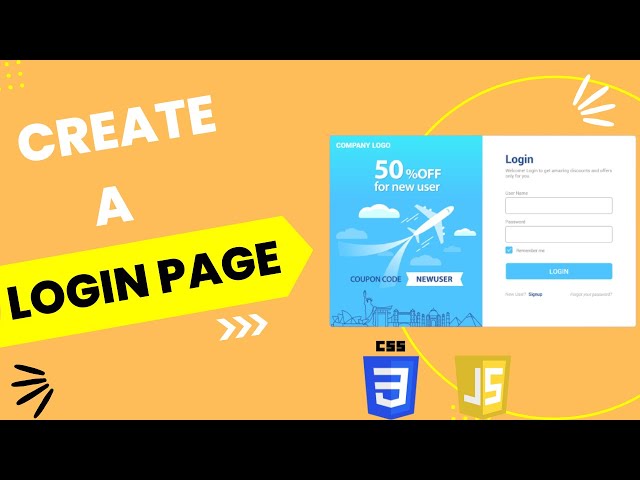 CREATE
A
LOGIN PAGE
COMPANY LOGO
50 %OFF
for new user
COUPON CODE NEWUSER
Login
Welcome! Login to get amazing discounts and offers
only for you.
User Name
Password
Remember me
LOGIN
New User? Signup
Forgot your password?
CSS
3
JS